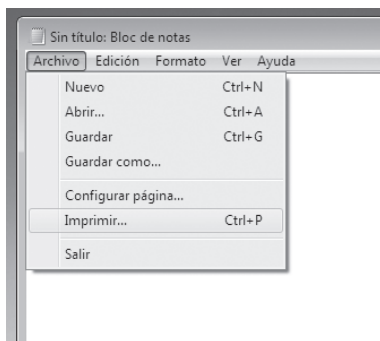 Sin título: Bloc de notas
Archivo Edición Formato Ver Ayuda
Nuevo Ctrl+N
Abrir... Ctrl+A
Guardar Ctrl+G
Guardar como...
Configurar página...
Imprimir... Ctrl+P
Salir